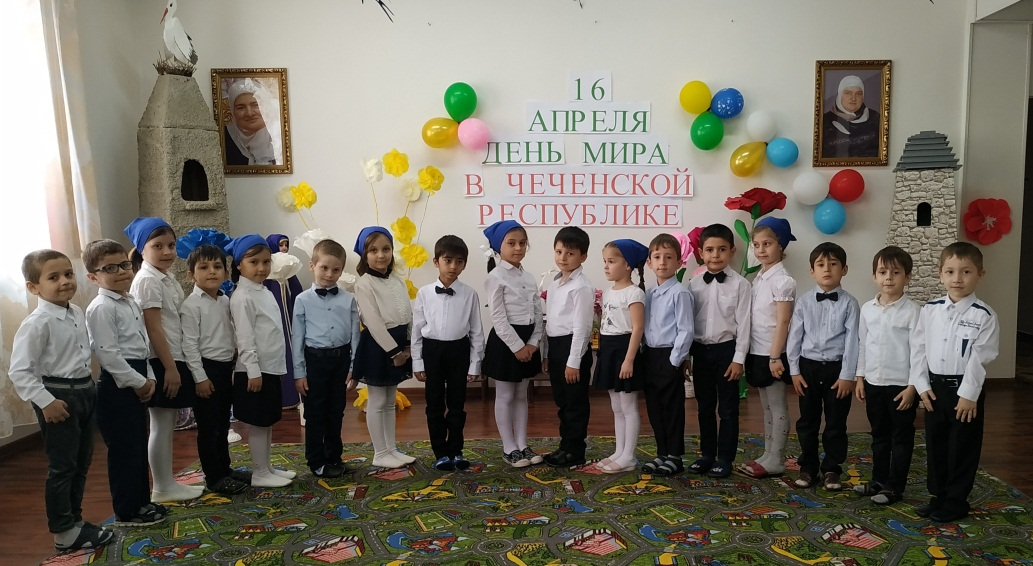 16
АПРЕЛЯ
ДЕНЬ МИРА
В ЧЕЧЕНСКОЙ
РЕСПУБЛИКЕ